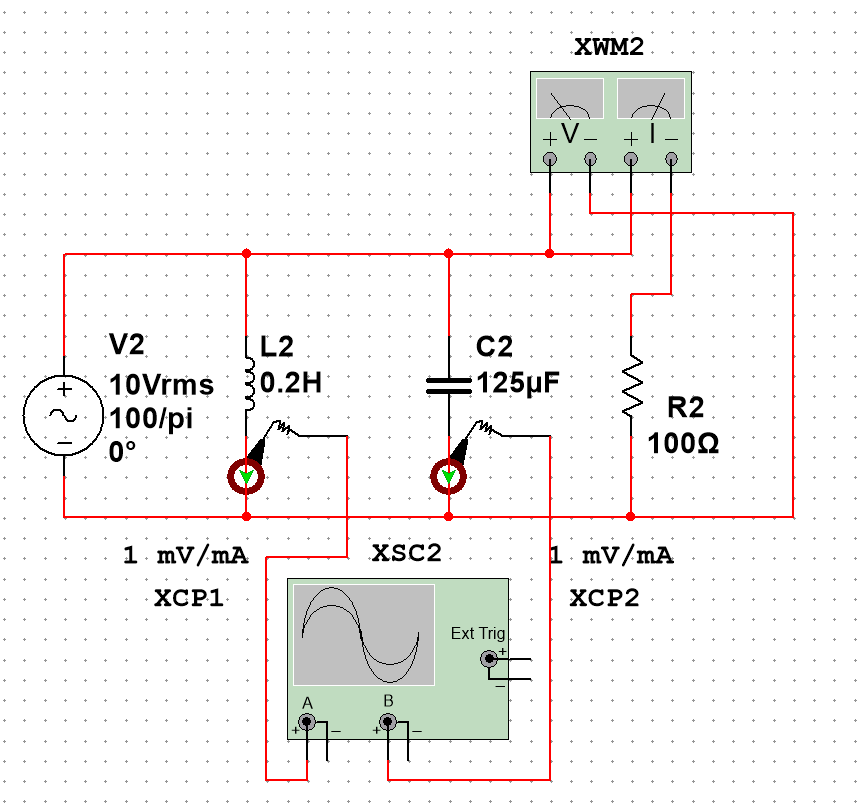 XWM2
V I
+ − + −
V2
10Vrms
100/pi
0°
L2
0.2H
C2
125µF
R2
100Ω
1 mV/mA
XCP1
XSC2
1 mV/mA
XCP2
Ext Trig
+
−
A B
+ − + −